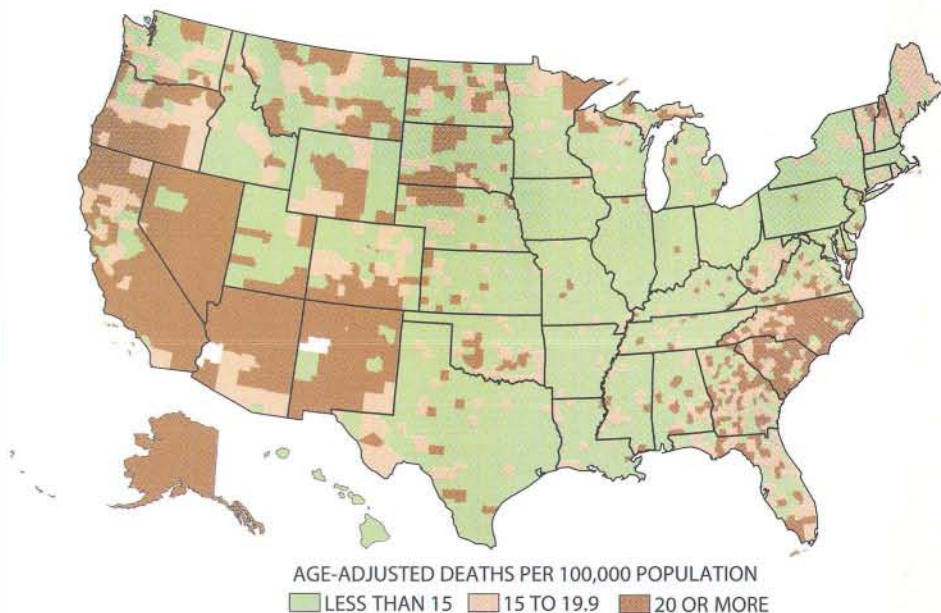 AGE-ADJUSTED DEATHS PER 100,000 POPULATION
LESS THAN 15 15 TO 19.9 20 OR MORE